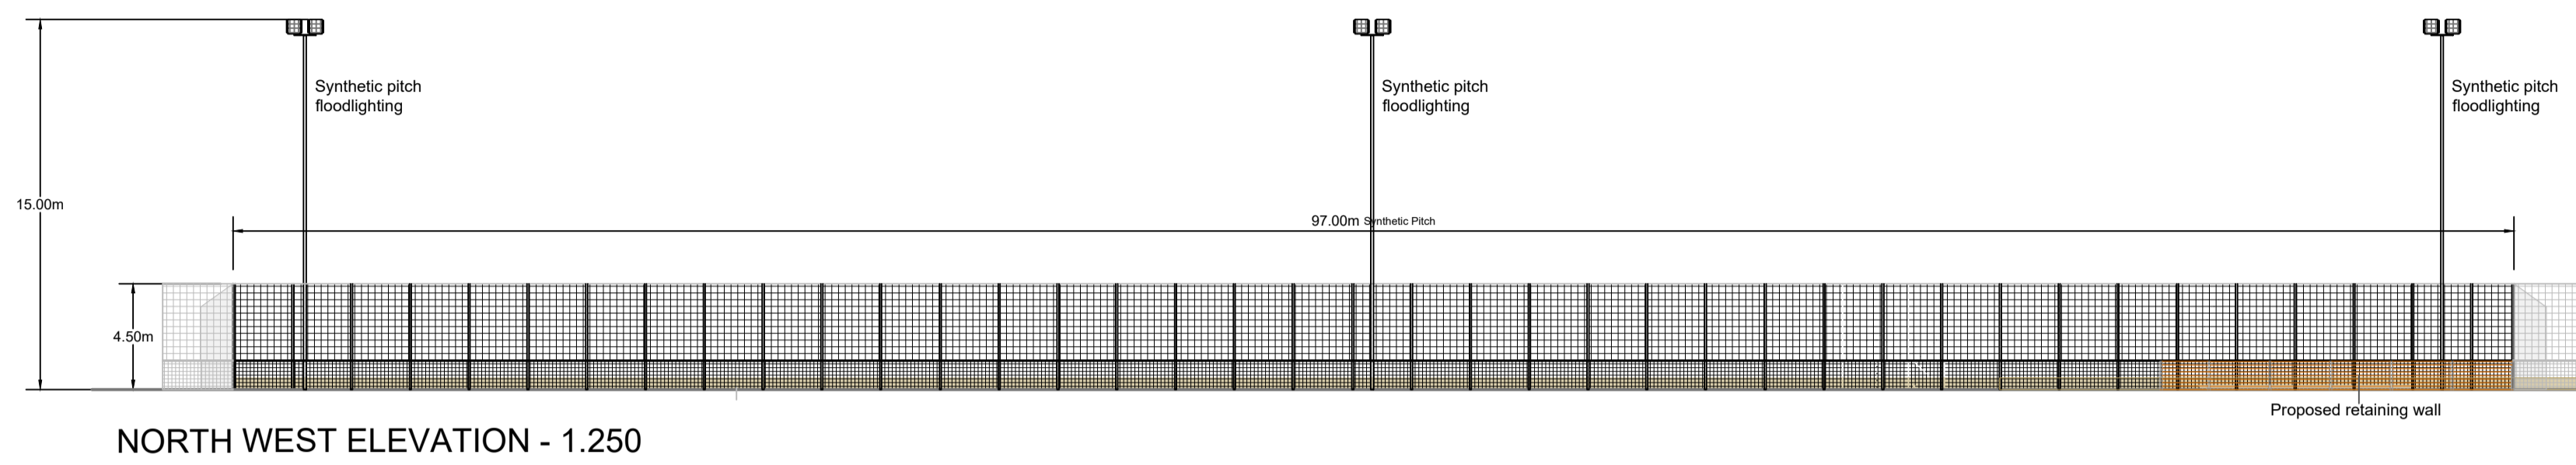 Synthetic pitch
floodlighting
Synthetic pitch
floodlighting
Synthetic pitch
floodlighting
15.00m
97.00m Synthetic Pitch
4.50m
Proposed retaining wall
NORTH WEST ELEVATION - 1.250